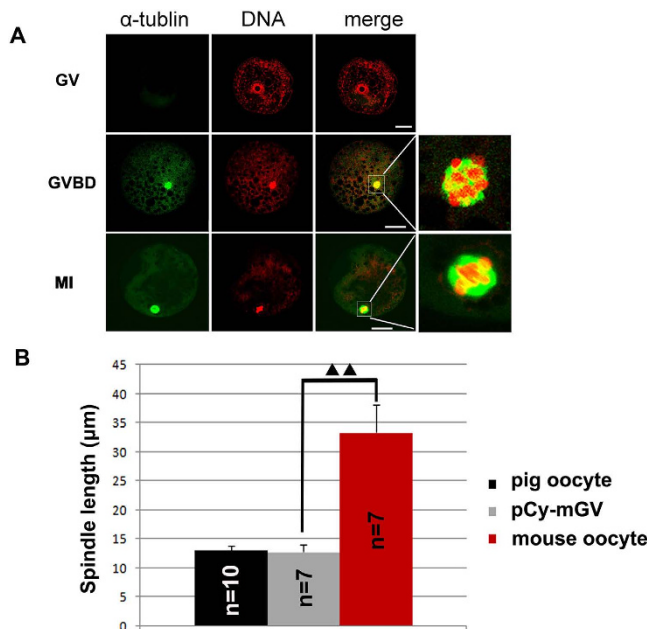 α-tublin DNA merge
A
GV
GVBD
MI
B
45
40
35
30
25
20
15
10
5
0
Spindle length (μm)
▲▲
n=10
n=7
n=7
pig oocyte
pCy-mGV
mouse oocyte